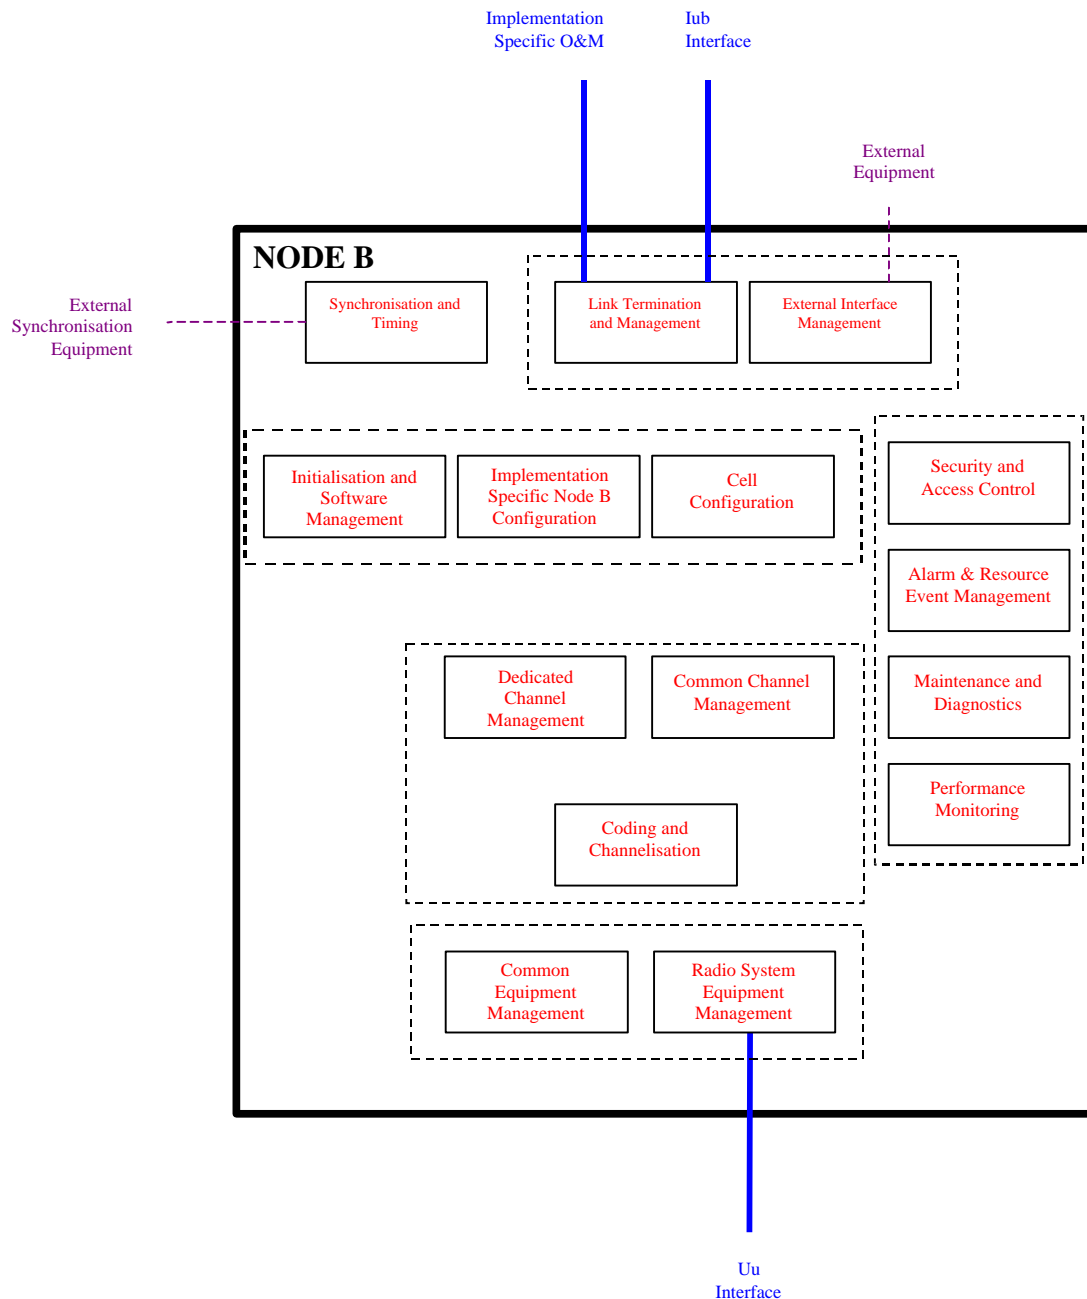 Implementation
Specific O&M
Iub
Interface
External
Equipment
NODE B
Synchronisation and
Timing
Link Termination
and Management
External Interface
Management
External
Synchronisation
Equipment
Initialisation and
Software
Management
Implementation
Specific Node B
Configuration
Cell
Configuration
Security and
Access Control
Alarm & Resource
Event Management
Dedicated
Channel
Management
Common Channel
Management
Maintenance and
Diagnostics
Performance
Monitoring
Coding and
Channelisation
Common
Equipment
Management
Radio System
Equipment
Management
Uu
Interface